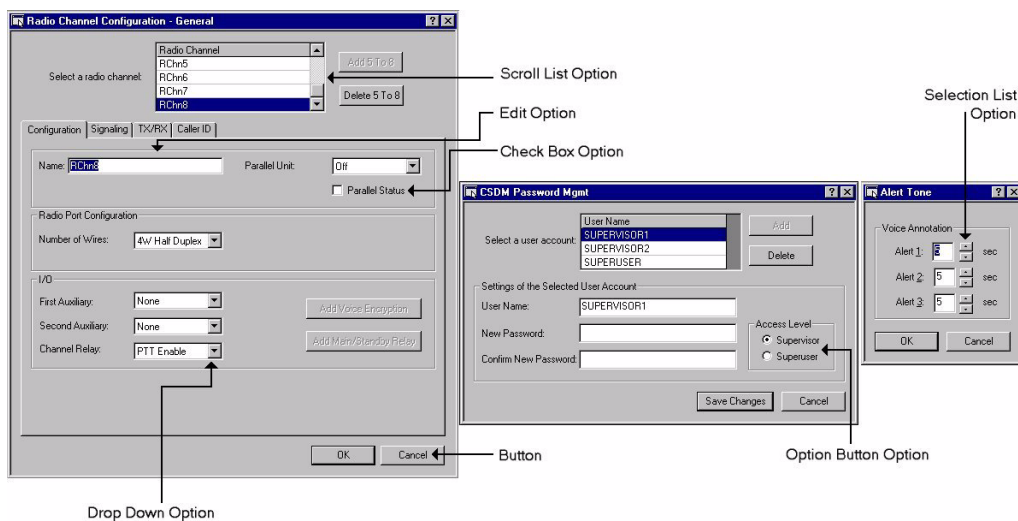 Radio Channel Configuration - General
Radio Channel
RChn5
RChn6
RChn7
RChn8
Select a radio channel:
Add 5 To 8
Delete 5 To 8
Scroll List Option
Configuration Signaling TX/RX Caller ID
Edit Option
Name: RChn8
Parallel Unit: Off
Parallel Status
Check Box Option
Radio Port Configuration
Number of Wires: 4W Half Duplex
I/O
First Auxiliary: None
Second Auxiliary: None
Channel Relay: PTT Enable
Add Voice Encryption
Add Main/Standby Relay
OK Cancel
Button
Drop Down Option
CSDM Password Mgmt
User Name
SUPERVISOR1
SUPERVISOR2
SUPERUSER
Select a user account:
Add
Delete
Settings of the Selected User Account
User Name: SUPERVISOR1
New Password:
Confirm New Password:
Access Level
Supervisor
Superuser
Save Changes Cancel
Option Button Option
Selection List
Option
Alert Tone
Voice Annotation
Alert 1: 5 sec
Alert 2: 5 sec
Alert 3: 5 sec
OK Cancel